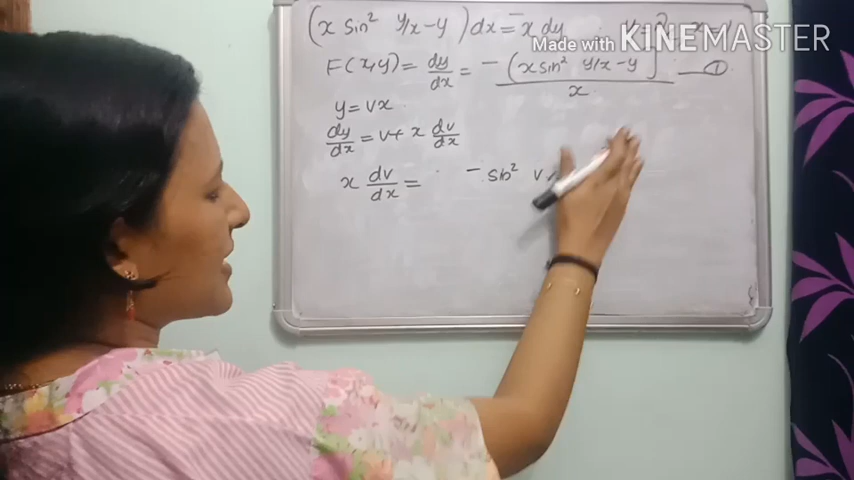 (x sin² y/x - y) dx = - x dy
Made with KINEMASTER
F(x,y) = dy/dx = -(x sin² y/x - y] / x —①
y = vx
dy/dx = v + x dv/dx
x dv/dx = - sin² v